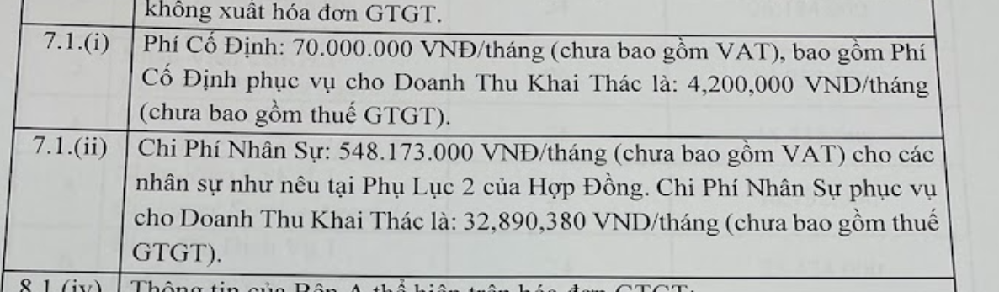 không xuất hóa đơn GTGT.
7.1.(i) Phí Cố Định: 70.000.000 VNĐ/tháng (chưa bao gồm VAT), bao gồm Phí
Cố Định phục vụ cho Doanh Thu Khai Thác là: 4,200,000 VND/tháng
(chưa bao gồm thuế GTGT).
7.1.(ii) Chi Phí Nhân Sự: 548.173.000 VNĐ/tháng (chưa bao gồm VAT) cho các
nhân sự như nêu tại Phụ Lục 2 của Hợp Đồng. Chi Phí Nhân Sự phục vụ
cho Doanh Thu Khai Thác là: 32,890,380 VND/tháng (chưa bao gồm thuế
GTGT).
8.1.(iv) Thông tin của Bên A thể hiện trên hóa đơn GTGT: